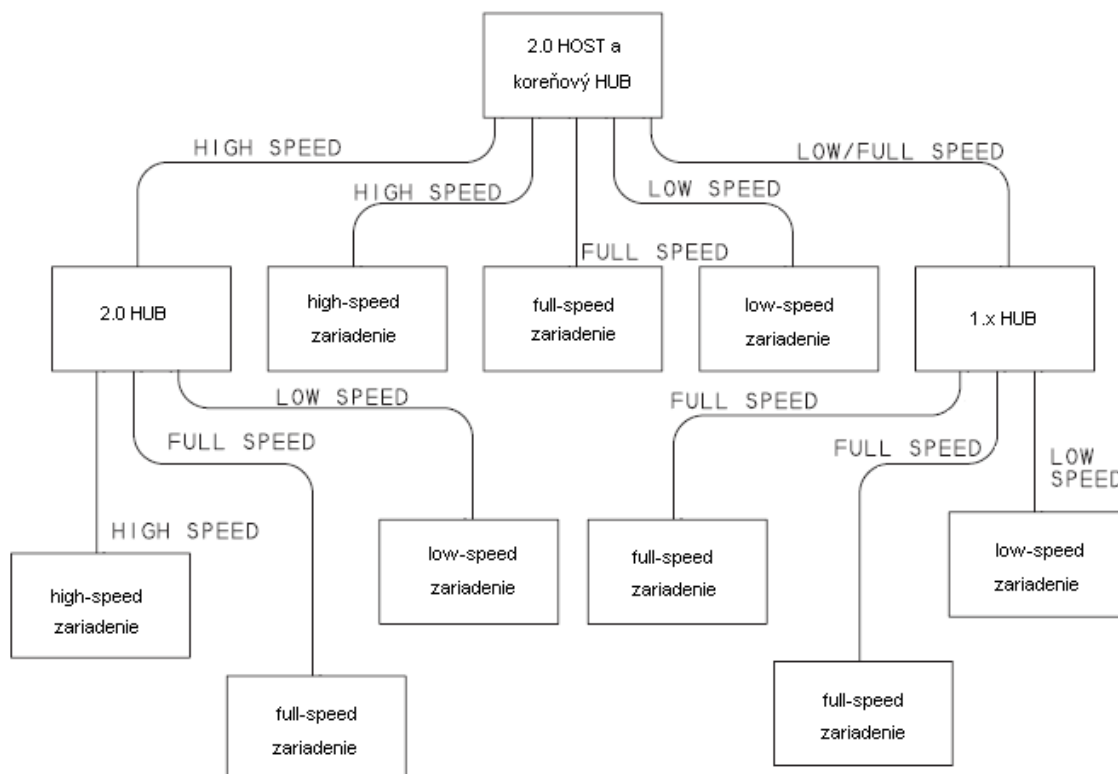 2.0 HOST a
koreňový HUB
HIGH SPEED
LOW/FULL SPEED
HIGH SPEED
LOW SPEED
FULL SPEED
2.0 HUB
high-speed
zariadenie
full-speed
zariadenie
low-speed
zariadenie
1.x HUB
LOW SPEED
FULL SPEED
FULL SPEED
FULL SPEED
LOW
SPEED
HIGH SPEED
high-speed
zariadenie
low-speed
zariadenie
full-speed
zariadenie
low-speed
zariadenie
full-speed
zariadenie
full-speed
zariadenie